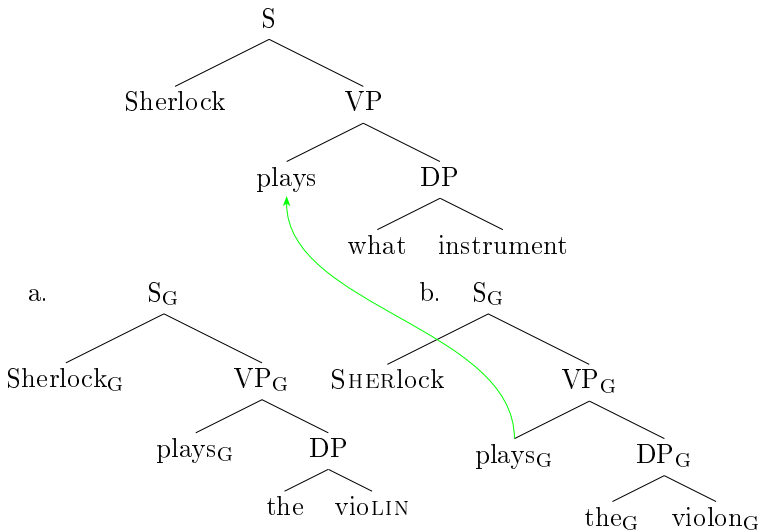 S
Sherlock VP
plays DP
what instrument
a. S_G b. S_G
Sherlock_G VP_G SHERlock VP_G
plays_G DP plays_G DP_G
the vioLIN the_G violon_G